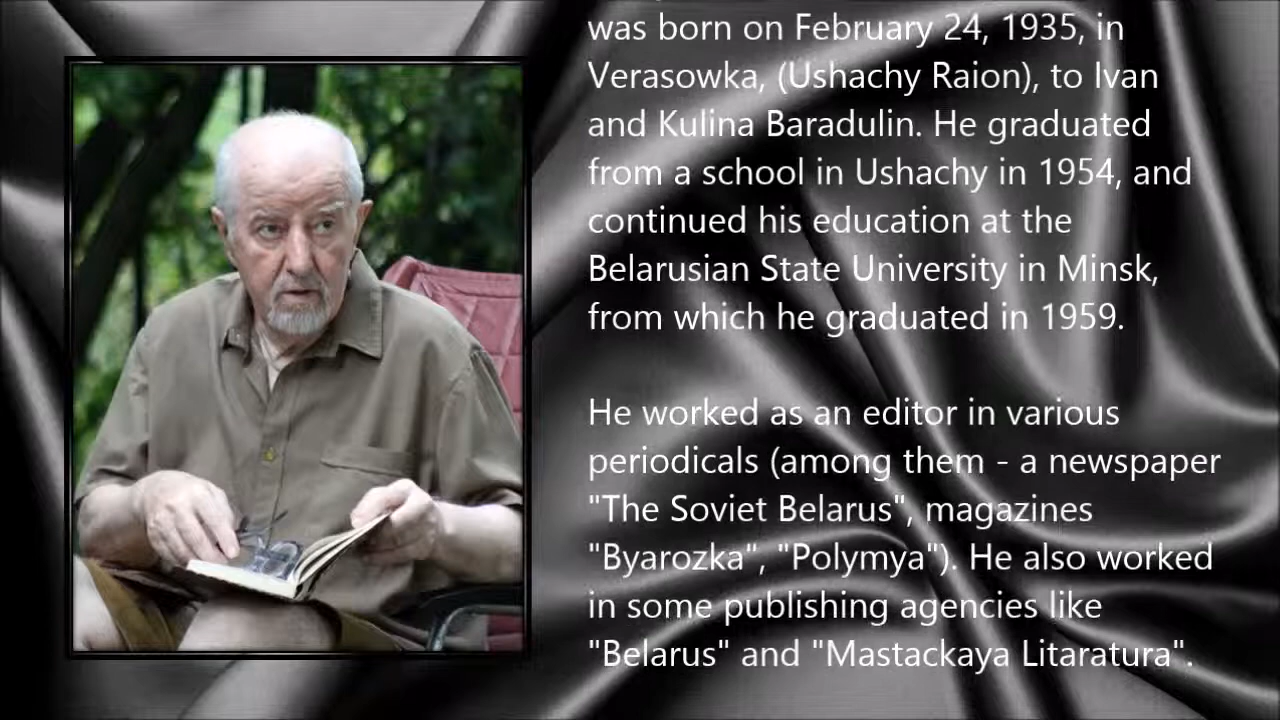 was born on February 24, 1935, in
Verasowka, (Ushachy Raion), to Ivan
and Kulina Baradulin. He graduated
from a school in Ushachy in 1954, and
continued his education at the
Belarusian State University in Minsk,
from which he graduated in 1959.
He worked as an editor in various
periodicals (among them - a newspaper
"The Soviet Belarus", magazines
"Byarozka", "Polymya"). He also worked
in some publishing agencies like
"Belarus" and "Mastackaya Litaratura".